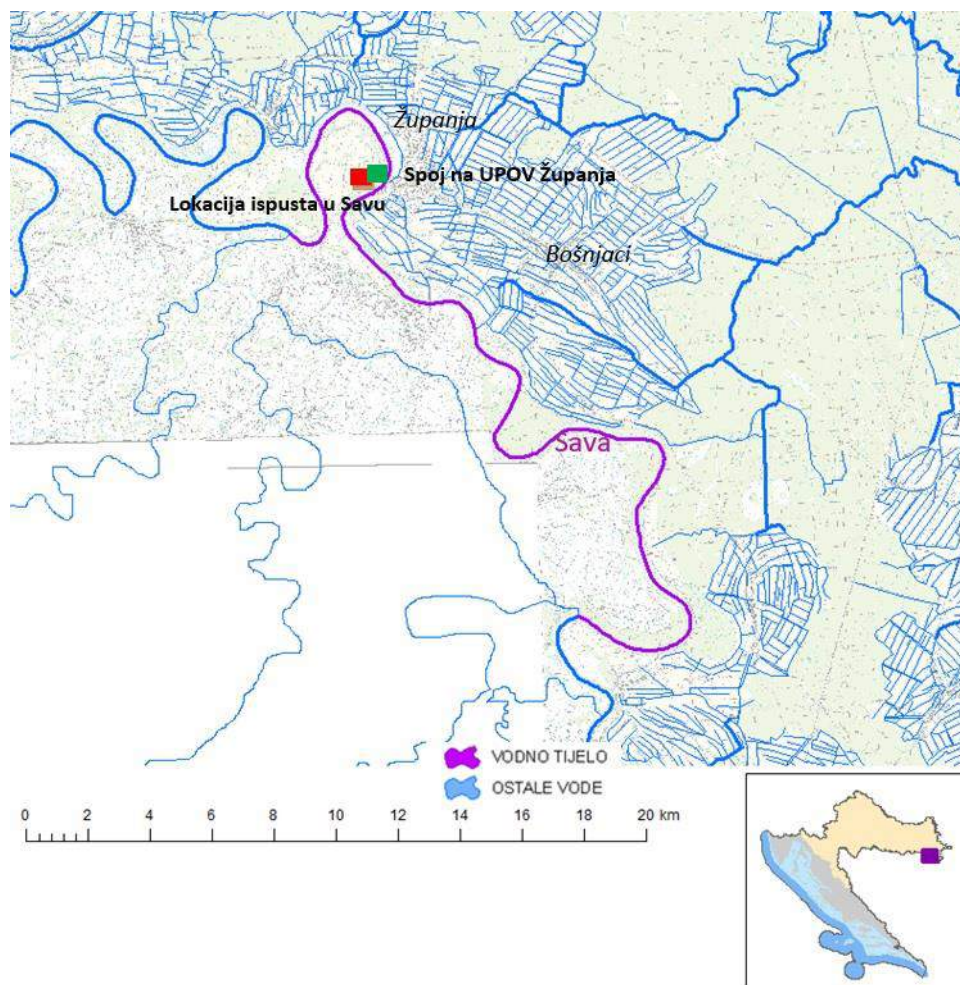 Županja
Spoj na UPOV Županja
Lokacija ispusta u Savu
Bošnjaci
Sava
VODNO TIJELO
OSTALE VODE
0 2 4 6 8 10 12 14 16 18 20 km